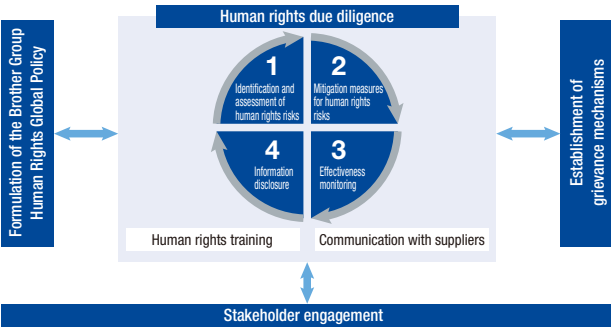 Human rights due diligence
Formulation of the Brother Group
Human Rights Global Policy
1
Identification and
assessment of
human rights risks
2
Mitigation measures
for human rights
risks
4
Information
disclosure
3
Effectiveness
monitoring
Establishment of
grievance mechanisms
Human rights training
Communication with suppliers
Stakeholder engagement